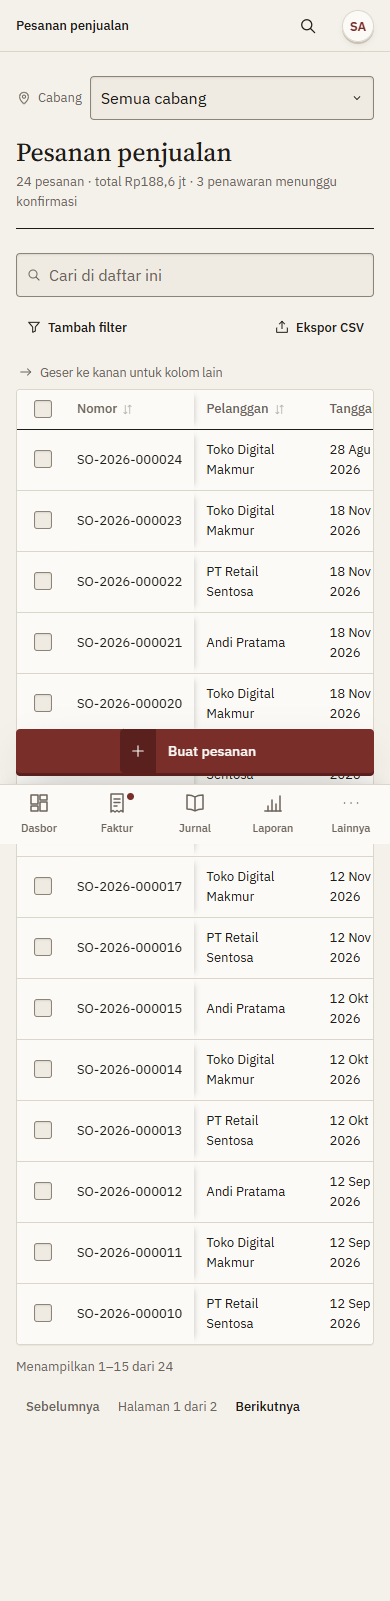 Pesanan penjualan
SA
Cabang
Semua cabang
Pesanan penjualan
24 pesanan · total Rp188,6 jt · 3 penawaran menunggu
konfirmasi
Cari di daftar ini
Tambah filter
Ekspor CSV
Geser ke kanan untuk kolom lain
Nomor
Pelanggan
Tangga
SO-2026-000024
Toko Digital
Makmur
28 Agu
2026
SO-2026-000023
Toko Digital
Makmur
18 Nov
2026
SO-2026-000022
PT Retail
Sentosa
18 Nov
2026
SO-2026-000021
Andi Pratama
18 Nov
2026
SO-2026-000020
Toko Digital
Makmur
18 Nov
2026
Buat pesanan
Dasbor
Faktur
Jurnal
Laporan
Lainnya
SO-2026-000017
Toko Digital
Makmur
12 Nov
2026
SO-2026-000016
PT Retail
Sentosa
12 Nov
2026
SO-2026-000015
Andi Pratama
12 Okt
2026
SO-2026-000014
Toko Digital
Makmur
12 Okt
2026
SO-2026-000013
PT Retail
Sentosa
12 Okt
2026
SO-2026-000012
Andi Pratama
12 Sep
2026
SO-2026-000011
Toko Digital
Makmur
12 Sep
2026
SO-2026-000010
PT Retail
Sentosa
12 Sep
2026
Menampilkan 1–15 dari 24
Sebelumnya
Halaman 1 dari 2
Berikutnya